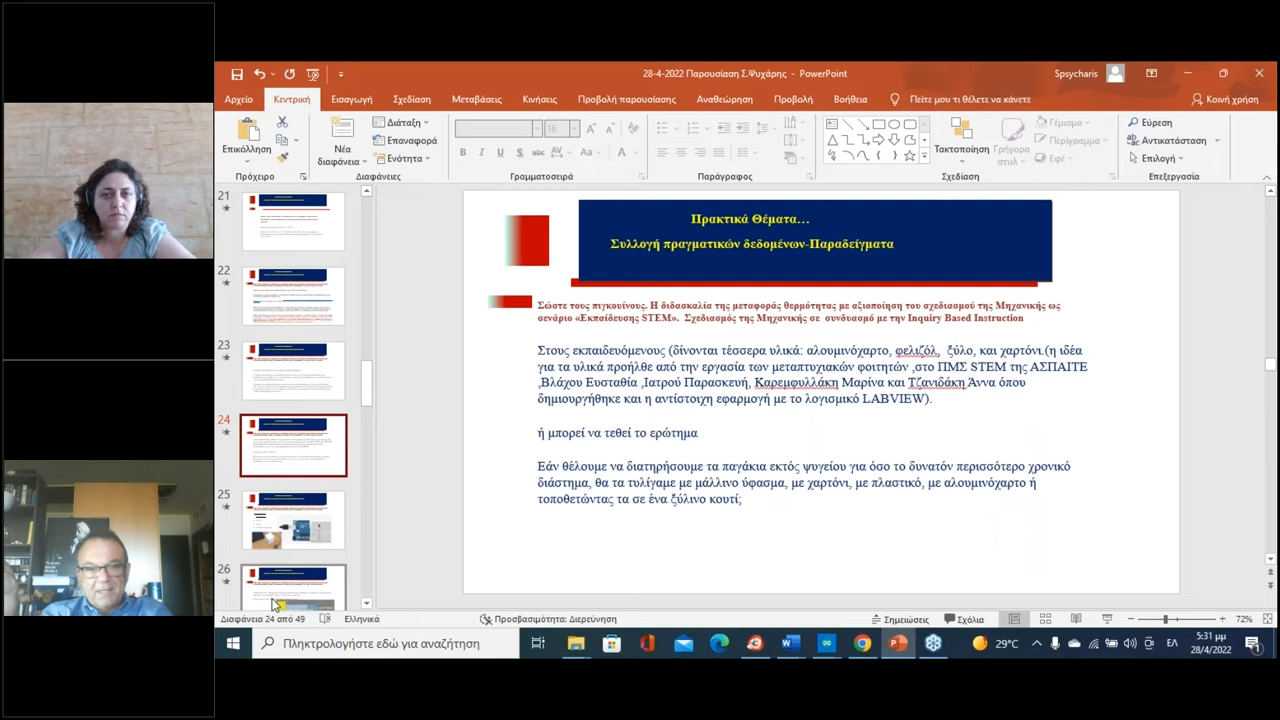 28-4-2022 Παρουσίαση Σ.Ψυχάρης - PowerPoint
Spsycharis
Αρχείο Κεντρική Εισαγωγή Σχεδίαση Μεταβάσεις Κινήσεις Προβολή παρουσίασης Αναθεώρηση Προβολή Βοήθεια Πείτε μου τι θέλετε να κάνετε Κοινή χρήση
Επικόλληση
Νέα διαφάνεια
Διάταξη
Επαναφορά
Ενότητα
16
B I U S abc AV Aa A
Τακτοποίηση
Γρήγορα στυλ
Γέμισμα
Περίγραμμα
Εφέ
Εύρεση
Αντικατάσταση
Επιλογή
Πρόχειρο Διαφάνειες Γραμματοσειρά Παράγραφος Σχεδίαση Επεξεργασία
21
22
23
24
25
26
Πρακτικά Θέματα…
Συλλογή πραγματικών δεδομένων-Παραδείγματα
Σώστε τους πιγκουίνους. Η διδασκαλία της μεταφοράς θερμότητας με αξιοποίηση του σχεδιασμού της Μηχανικής ως
σενάριο «Εκπαίδευσης STEM». Σχεδιασμός της Μηχανικής σε συνδυασμό με την Inquiry Based Instruction
Στους εκπαιδευόμενους (δίνονται τα εξής υλικά: αλουμινόχαρτο, φελιζόλ, ξύλο και χαρτόνι.(η ιδέα
για τα υλικά προήλθε από την εργασία των μεταπτυχιακών φοιτητών ,στο ΠΜΣ STEM της ΑΣΠΑΙΤΕ
Ευσταθία ,Ιατρού Παρασκευή, Καρεμφυλλάκη Μαρίνα και Τζανιδάκη Άννα όπου
δημιουργήθηκε και η αντίστοιχη εφαρμογή με το λογισμικό LABVIEW).
ή μπορεί να τεθεί το ερώτημα
Εάν θέλουμε να διατηρήσουμε τα παγάκια εκτός ψυγείου για όσο το δυνατόν περισσότερο χρονικό
διάστημα, θα τα τυλίγαμε με μάλλινο ύφασμα, με χαρτόνι, με πλαστικό, με αλουμινόχαρτο ή
τοποθετώντας τα σε ένα ξύλινο κουτί;
Διαφάνεια 24 από 49 Ελληνικά Προσβασιμότητα: Διερεύνηση Σημειώσεις Σχόλια 72%
Πληκτρολογήστε εδώ για αναζήτηση
29°C
ΕΛ
5:31 μμ
28/4/2022